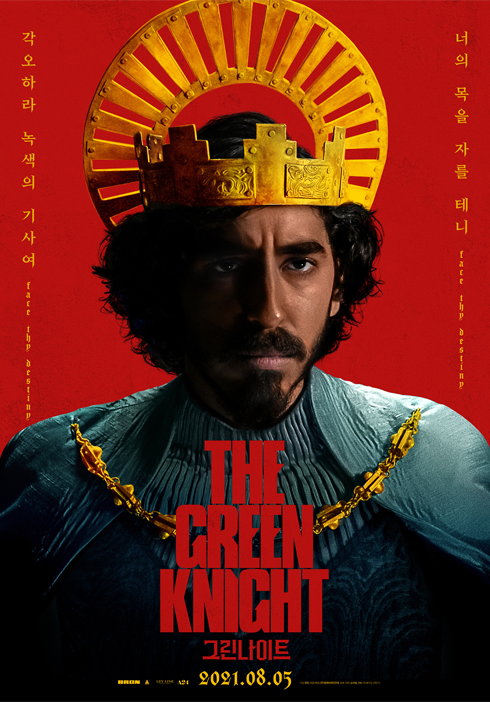 각오하라 녹색의 기사여
face thy destiny
너의 목을 자를 테니
face thy destiny
THE
GREEN
KNIGHT
그린 나이트
BRON & A24 2021.08.05